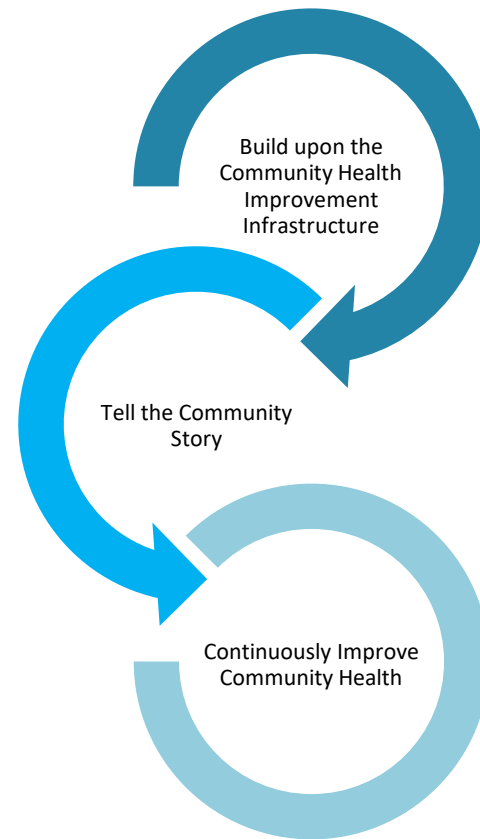 Build upon the
Community Health
Improvement
Infrastructure
Tell the Community
Story
Continuously Improve
Community Health